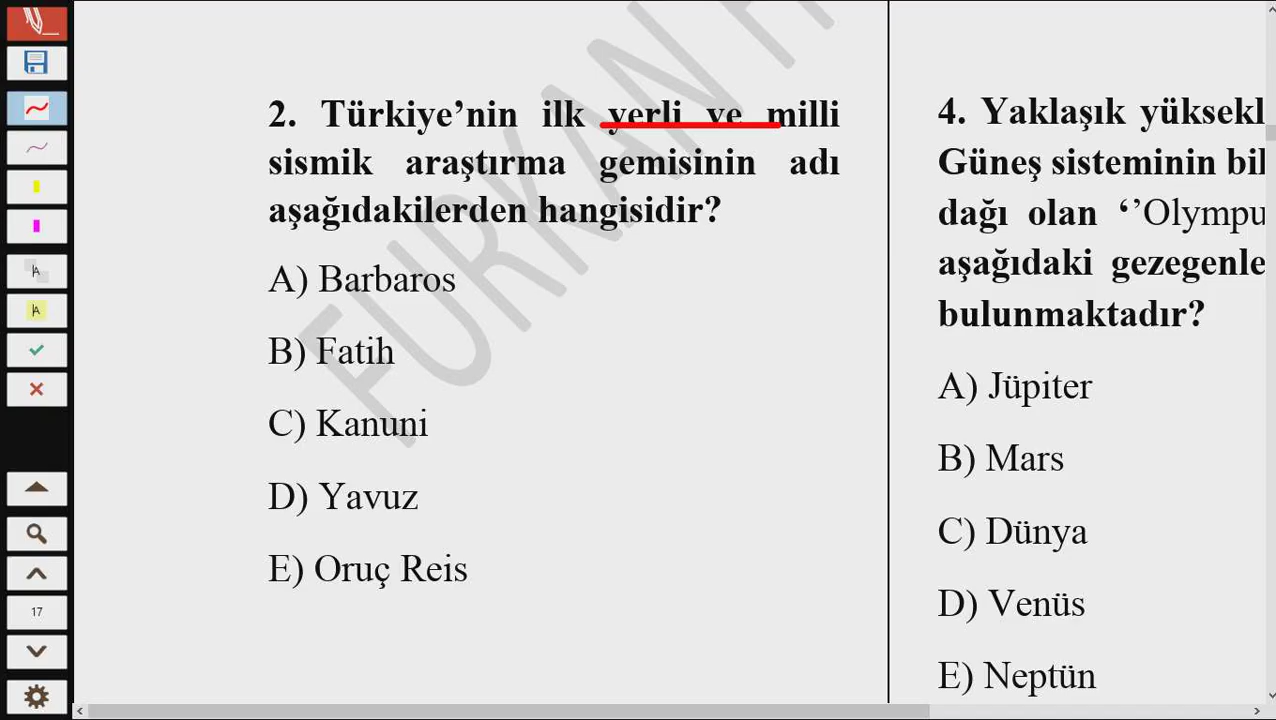 FURKAN H
2. Türkiye’nin ilk yerli ve milli
sismik araştırma gemisinin adı
aşağıdakilerden hangisidir?
A) Barbaros
B) Fatih
C) Kanuni
D) Yavuz
E) Oruç Reis
4. Yaklaşık yüksekl
Güneş sisteminin bil
dağı olan ‘’Olympu
aşağıdaki gezegenle
bulunmaktadır?
A) Jüpiter
B) Mars
C) Dünya
D) Venüs
E) Neptün
A
A
17